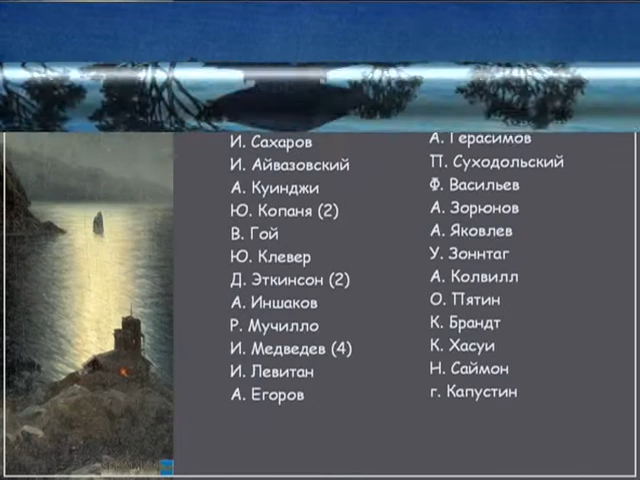 И. Сахаров
И. Айвазовский
А. Куинджи
Ю. Копаня (2)
В. Гой
Ю. Клевер
Д. Эткинсон (2)
А. Иншаков
Р. Мучилло
И. Медведев (4)
И. Левитан
А. Егоров
А. Герасимов
П. Суходольский
Ф. Васильев
А. Зорюнов
А. Яковлев
У. Зоннтаг
А. Колвилл
О. Пятин
К. Брандт
К. Хасуи
Н. Саймон
г. Капустин